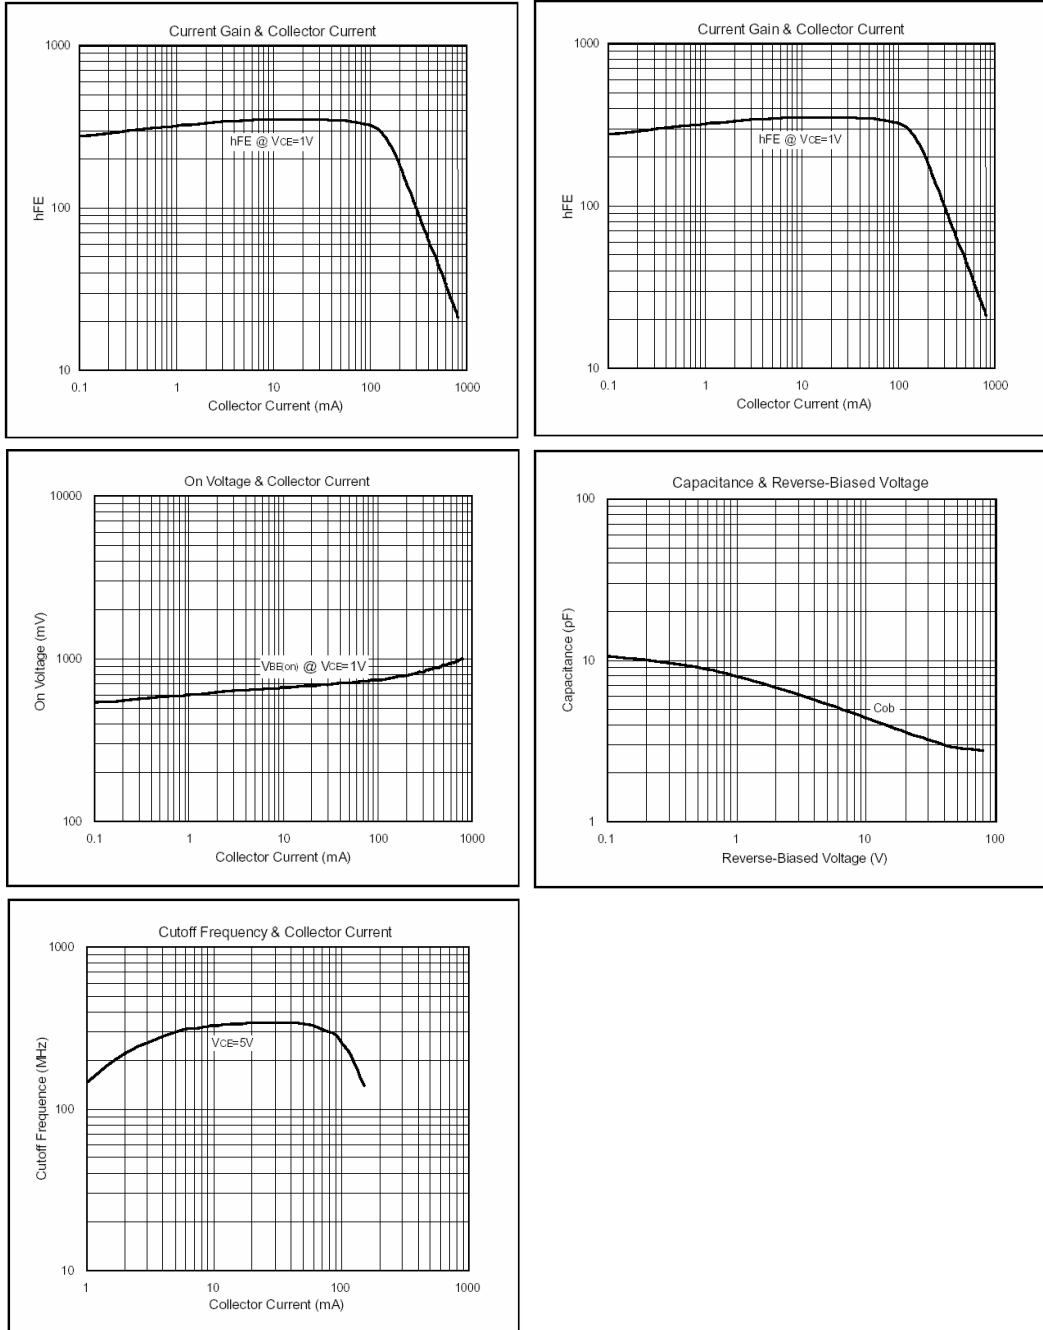 Current Gain & Collector Current
1000
100
10
hFE
hFE @ VCE=1V
0.1 1 10 100 1000
Collector Current (mA)
Current Gain & Collector Current
1000
100
10
hFE
hFE @ VCE=1V
0.1 1 10 100 1000
Collector Current (mA)
On Voltage & Collector Current
10000
1000
100
On Voltage (mV)
VBE(on) @ VCE=1V
0.1 1 10 100 1000
Collector Current (mA)
Capacitance & Reverse-Biased Voltage
100
10
1
Capacitance (pF)
Cob
0.1 1 10 100
Reverse-Biased Voltage (V)
Cutoff Frequency & Collector Current
1000
100
10
Cutoff Frequence (MHz)
VCE=5V
1 10 100 1000
Collector Current (mA)